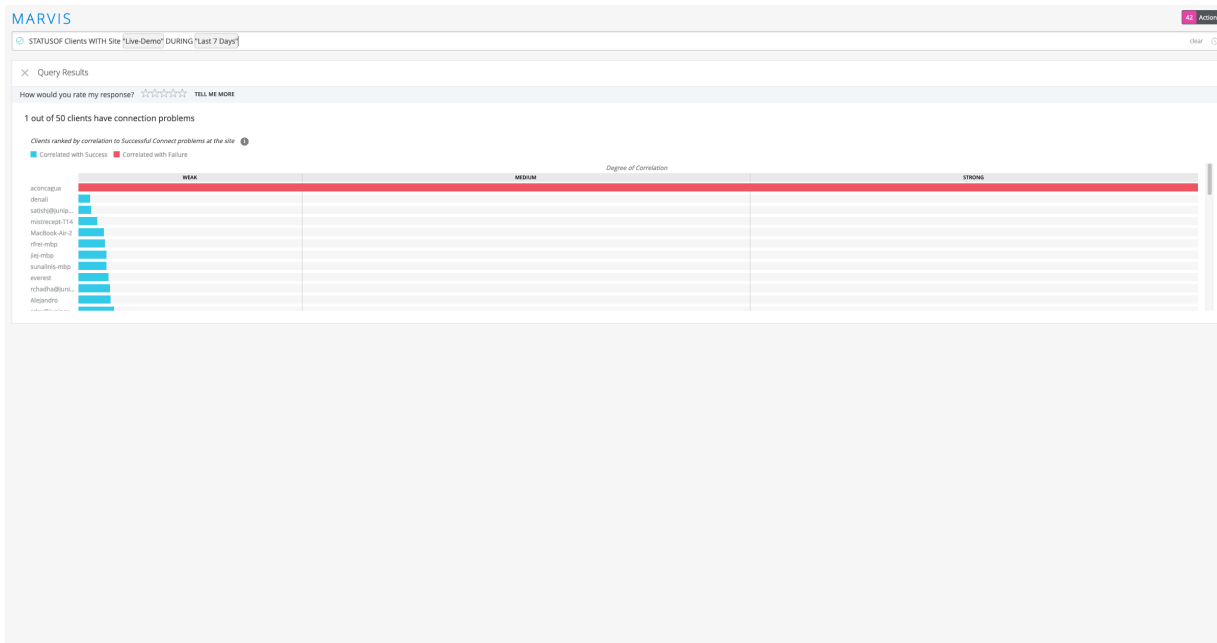 MARVIS
42 Action
STATUSOF Clients WITH Site "Live-Demo" DURING "Last 7 Days"
clear
Query Results
How would you rate my response? TELL ME MORE
1 out of 50 clients have connection problems
Clients ranked by correlation to Successful Connect problems at the site
Correlated with Success Correlated with Failure
Degree of Correlation
WEAK MEDIUM STRONG
aconcagua
denali
satishj@junip...
mistrecept-T14
MacBook-Air-2
rfrei-mbp
jiej-mbp
sunalinis-mbp
everest
rchadha@juni...
Alejandro